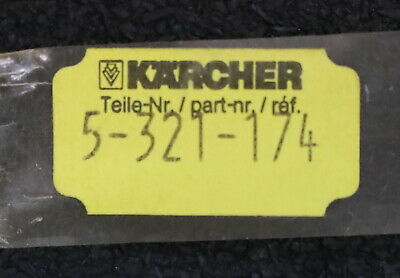 KÄRCHER
Teile-Nr. / part-nr. / réf.
5-321-174